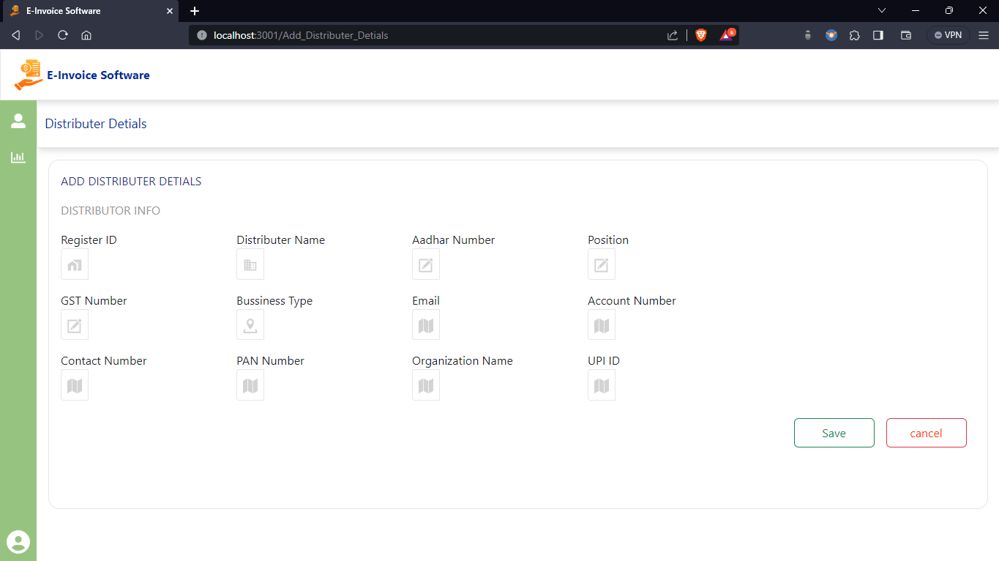 E-Invoice Software
localhost:3001/Add_Distributer_Detials
6
VPN
E-Invoice Software
Distributer Detials
ADD DISTRIBUTER DETIALS
DISTRIBUTOR INFO
Register ID Distributer Name Aadhar Number Position
GST Number Bussiness Type Email Account Number
Contact Number PAN Number Organization Name UPI ID
Save cancel